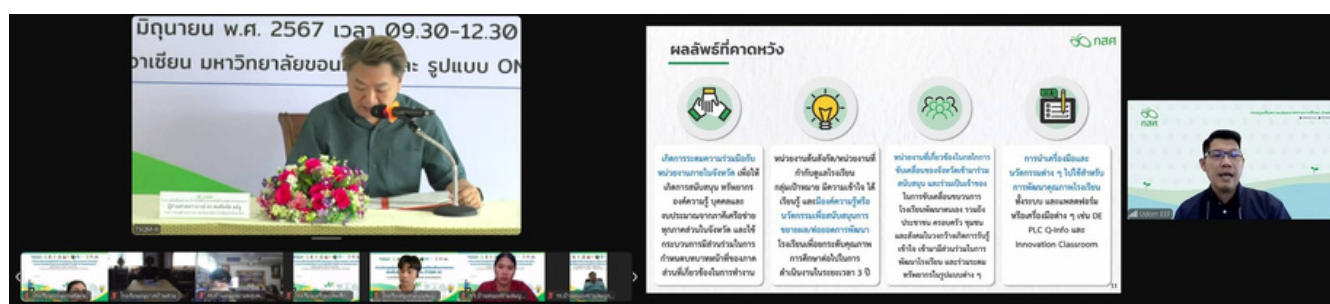 มิถุนายน พ.ศ. 2567 เวลา 09.30-12.30
วาเซียน มหาวิทยาลัยขอน
ะ รูปแบบ ON
TSQM-A
ผลลัพธ์ที่คาดหวัง
กสศ
เกิดการระดมความร่วมมือกับ
หน่วยงานภายในจังหวัด เพื่อให้
เกิดการสนับสนุน ทรัพยากร
องค์ความรู้ บุคคลและ
งบประมาณจากภาคีเครือข่าย
ทุกภาคส่วนในจังหวัด และใช้
กระบวนการมีส่วนร่วมในการ
กำหนดบทบาทหน้าที่ของภาค
ส่วนที่เกี่ยวข้องในการทำงาน
หน่วยงานต้นสังกัด/หน่วยงานที่
กำกับดูแลโรงเรียน
กลุ่มเป้าหมาย มีความเข้าใจ ได้
เรียนรู้ และมีองค์ความรู้หรือ
นวัตกรรมเพื่อสนับสนุนการ
ขยายผล/ต่อยอดการพัฒนา
โรงเรียนเพื่อยกระดับคุณภาพ
การศึกษาต่อไปในการ
ดำเนินงานในระยะเวลา 3 ปี
หน่วยงานที่เกี่ยวข้องในกลไกการ
ขับเคลื่อนของจังหวัดเข้ามาร่วม
สนับสนุน และร่วมเป็นเจ้าของ
ในการขับเคลื่อนขบวนการ
โรงเรียนพัฒนาตนเอง รวมถึง
ประชาชน ครอบครัว ชุมชน
และสังคมในวงกว้างเกิดการรับรู้
เข้าใจ เข้ามามีส่วนร่วมในการ
พัฒนาโรงเรียน และร่วมระดม
ทรัพยากรในรูปแบบต่าง ๆ
การนำเครื่องมือและ
นวัตกรรมต่าง ๆ ไปใช้สำหรับ
การพัฒนาคุณภาพโรงเรียน
ทั้งระบบ และแพลตฟอร์ม
หรือเครื่องมือต่าง ๆ เช่น DE
PLC Q-Info และ
Innovation Classroom
11
กสศ
Udom EEF